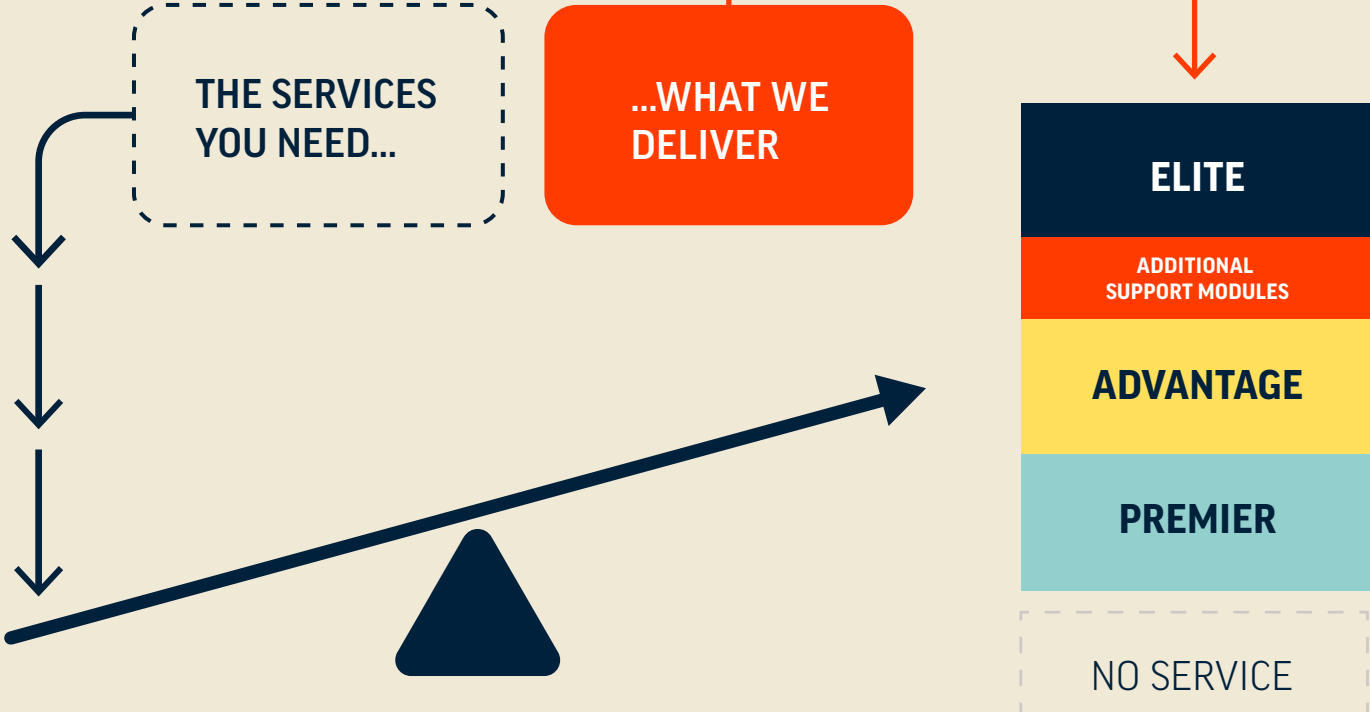 THE SERVICES
YOU NEED...
...WHAT WE
DELIVER
ELITE
ADDITIONAL
SUPPORT MODULES
ADVANTAGE
PREMIER
NO SERVICE